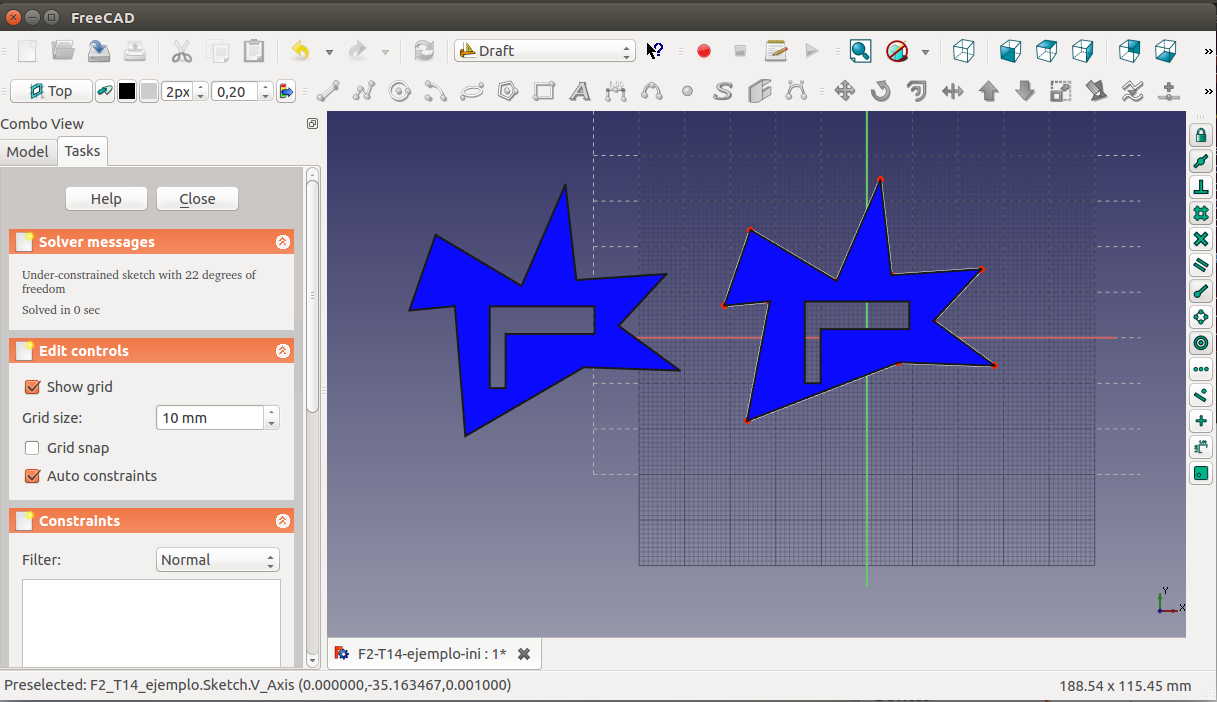 FreeCAD
Draft
Top
2px
0,20
Combo View
Model
Tasks
Help
Close
Solver messages
Under-constrained sketch with 22 degrees of
freedom
Solved in 0 sec
Edit controls
Show grid
Grid size:
10 mm
Grid snap
Auto constraints
Constraints
Filter:
Normal
Y
X
F2-T14-ejemplo-ini : 1*
Preselected: F2_T14_ejemplo.Sketch.V_Axis (0.000000,-35.163467,0.001000)
188.54 x 115.45 mm